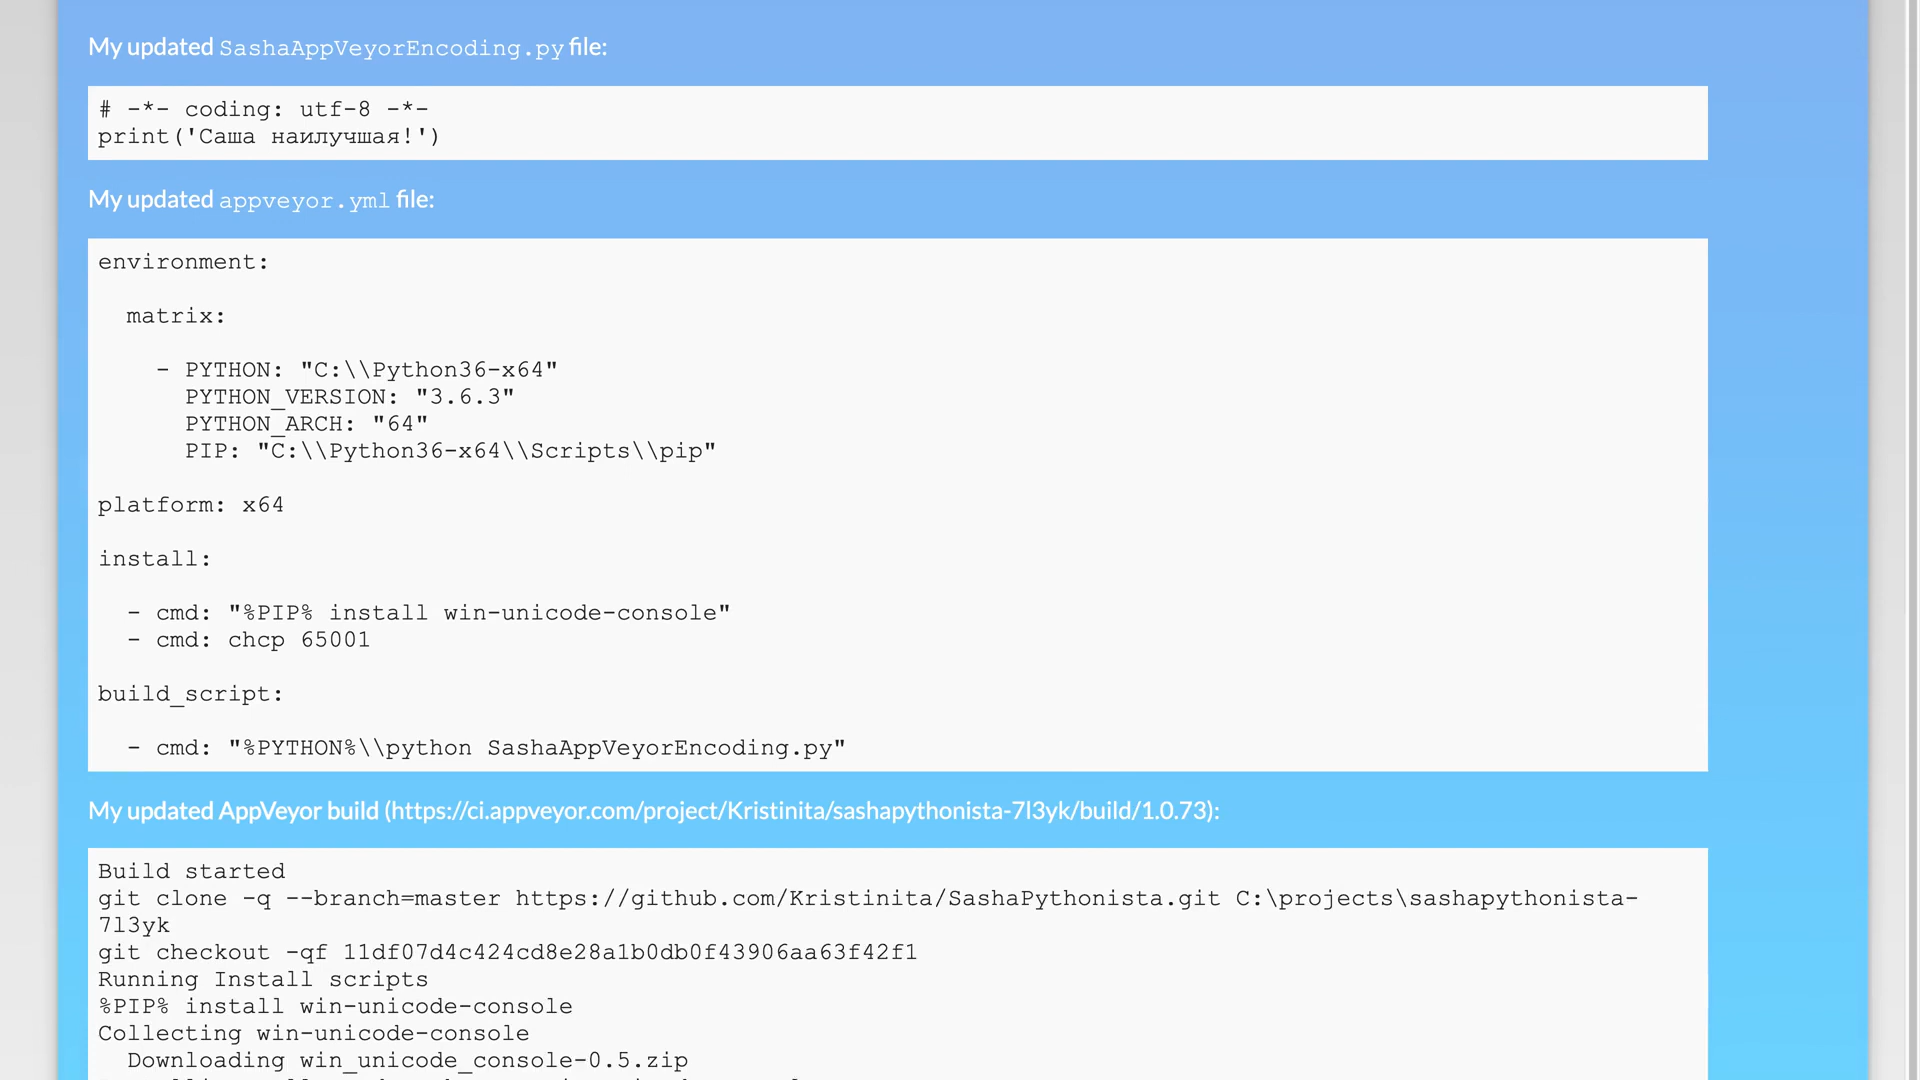 My updated SashaAppVeyorEncoding.py file:
# -*- coding: utf-8 -*-
print('Саша наилучшая!')
My updated appveyor.yml file:
environment:
matrix:
- PYTHON: "C:\\Python36-x64"
PYTHON_VERSION: "3.6.3"
PYTHON_ARCH: "64"
PIP: "C:\\Python36-x64\\Scripts\\pip"
platform: x64
install:
- cmd: "%PIP% install win-unicode-console"
- cmd: chcp 65001
build_script:
- cmd: "%PYTHON%\\python SashaAppVeyorEncoding.py"
My updated AppVeyor build (https://ci.appveyor.com/project/Kristinita/sashapythonista-7l3yk/build/1.0.73):
Build started
git clone -q --branch=master https://github.com/Kristinita/SashaPythonista.git C:\projects\sashapythonista-
7l3yk
git checkout -qf 11df07d4c424cd8e28a1b0db0f43906aa63f42f1
Running Install scripts
%PIP% install win-unicode-console
Collecting win-unicode-console
Downloading win_unicode_console-0.5.zip